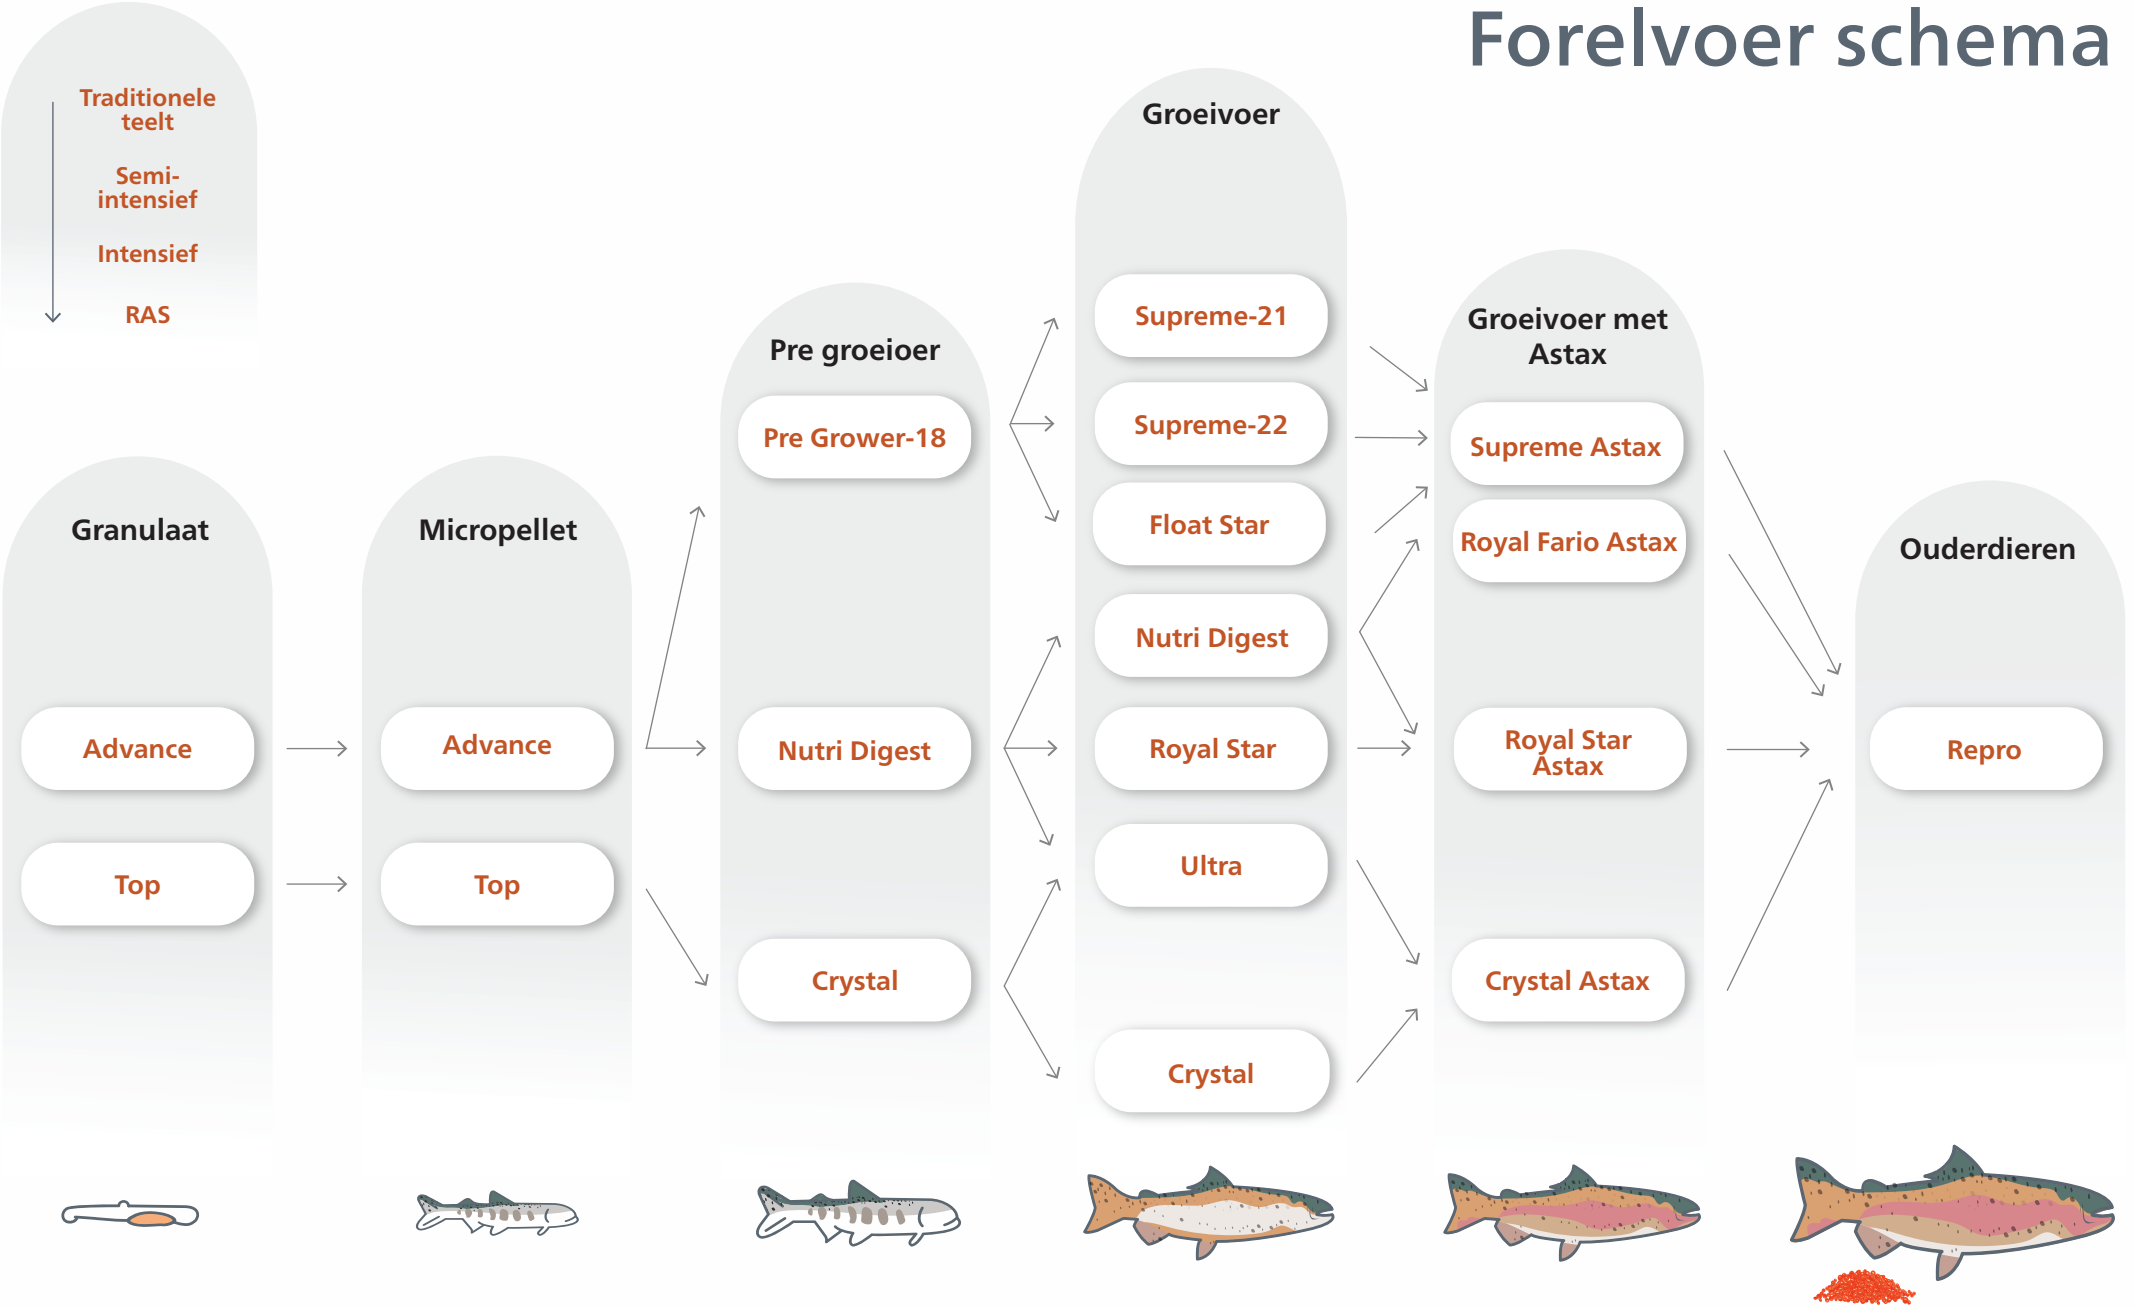 Forelvoer schema
Traditionele
teelt
Semi-
intensief
Intensief
RAS
Granulaat
Advance
Top
Micropellet
Advance
Top
Pre groeioer
Pre Grower-18
Nutri Digest
Crystal
Groeivoer
Supreme-21
Supreme-22
Float Star
Nutri Digest
Royal Star
Ultra
Crystal
Groeivoer met
Astax
Supreme Astax
Royal Fario Astax
Royal Star
Astax
Crystal Astax
Ouderdieren
Repro